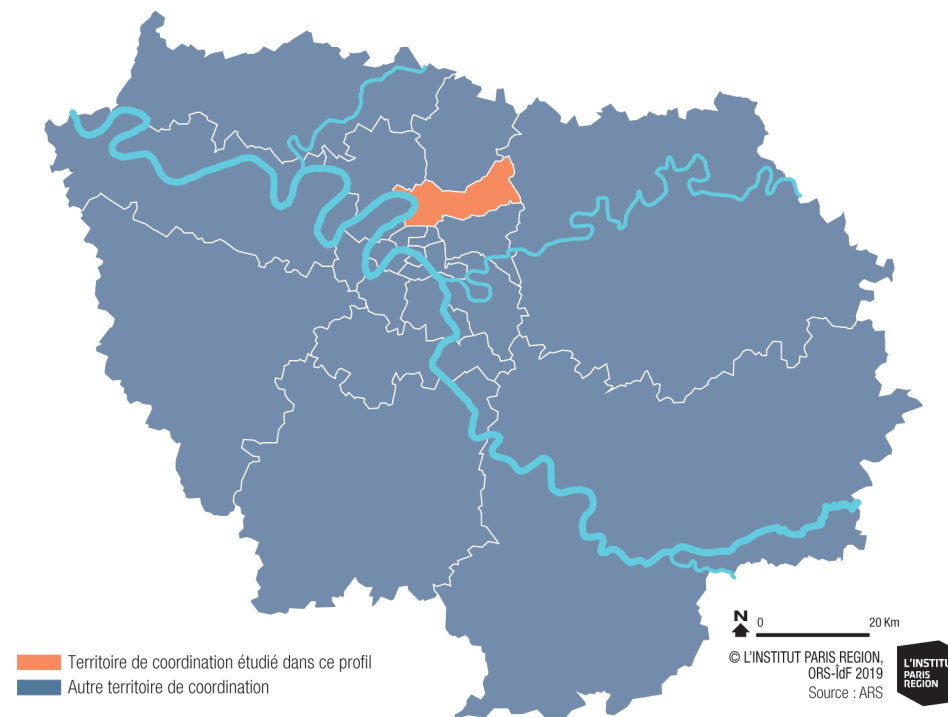 Territoire de coordination étudié dans ce profil
Autre territoire de coordination
N
0 20 Km
© L'INSTITUT PARIS REGION,
ORS-ÎdF 2019
Source : ARS
L'INSTITU
PARIS
REGION